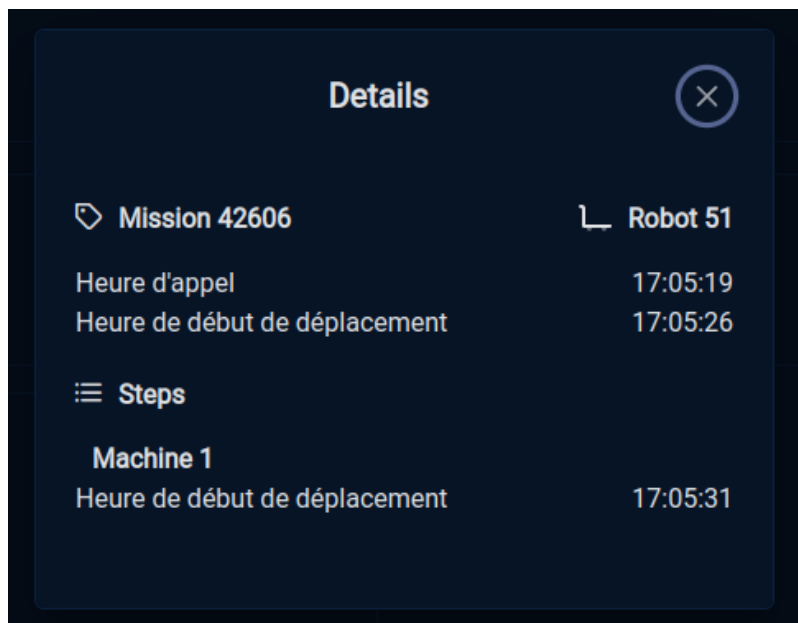 Details
Mission 42606 Robot 51
Heure d'appel 17:05:19
Heure de début de déplacement 17:05:26
Steps
Machine 1
Heure de début de déplacement 17:05:31